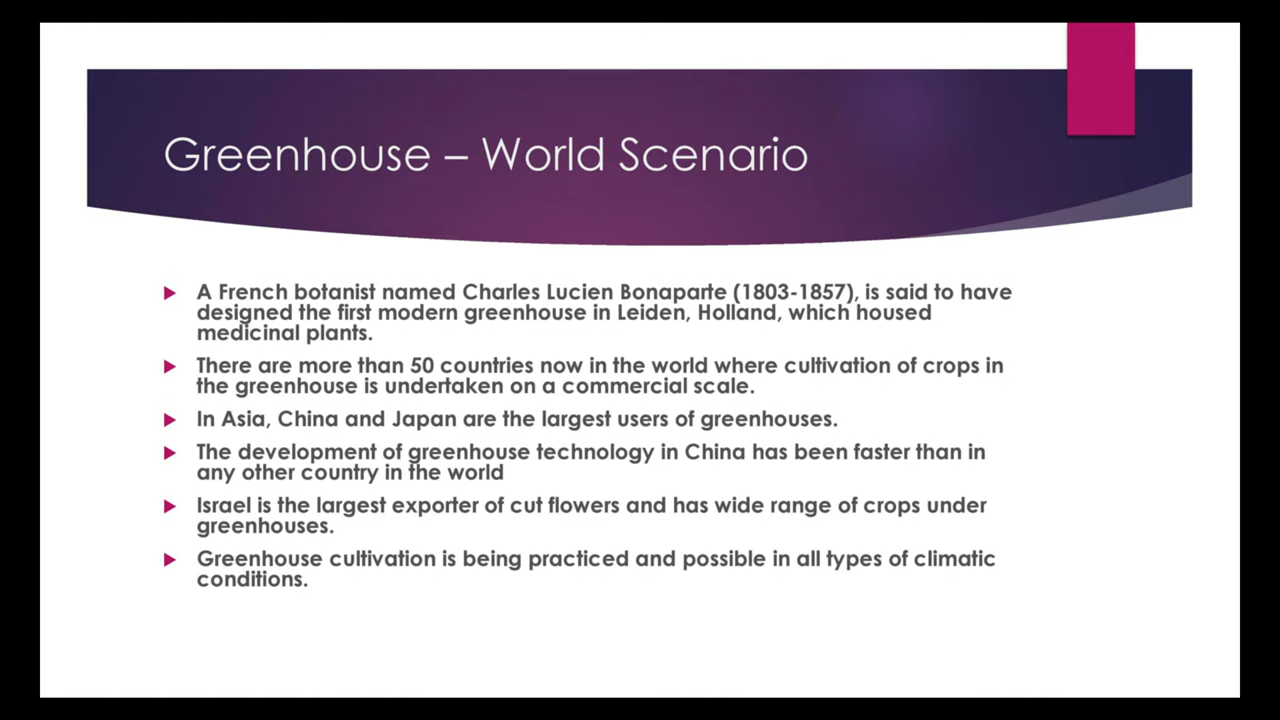 Greenhouse – World Scenario
A French botanist named Charles Lucien Bonaparte (1803-1857), is said to have
designed the first modern greenhouse in Leiden, Holland, which housed
medicinal plants.
There are more than 50 countries now in the world where cultivation of crops in
the greenhouse is undertaken on a commercial scale.
In Asia, China and Japan are the largest users of greenhouses.
The development of greenhouse technology in China has been faster than in
any other country in the world
Israel is the largest exporter of cut flowers and has wide range of crops under
greenhouses.
Greenhouse cultivation is being practiced and possible in all types of climatic
conditions.